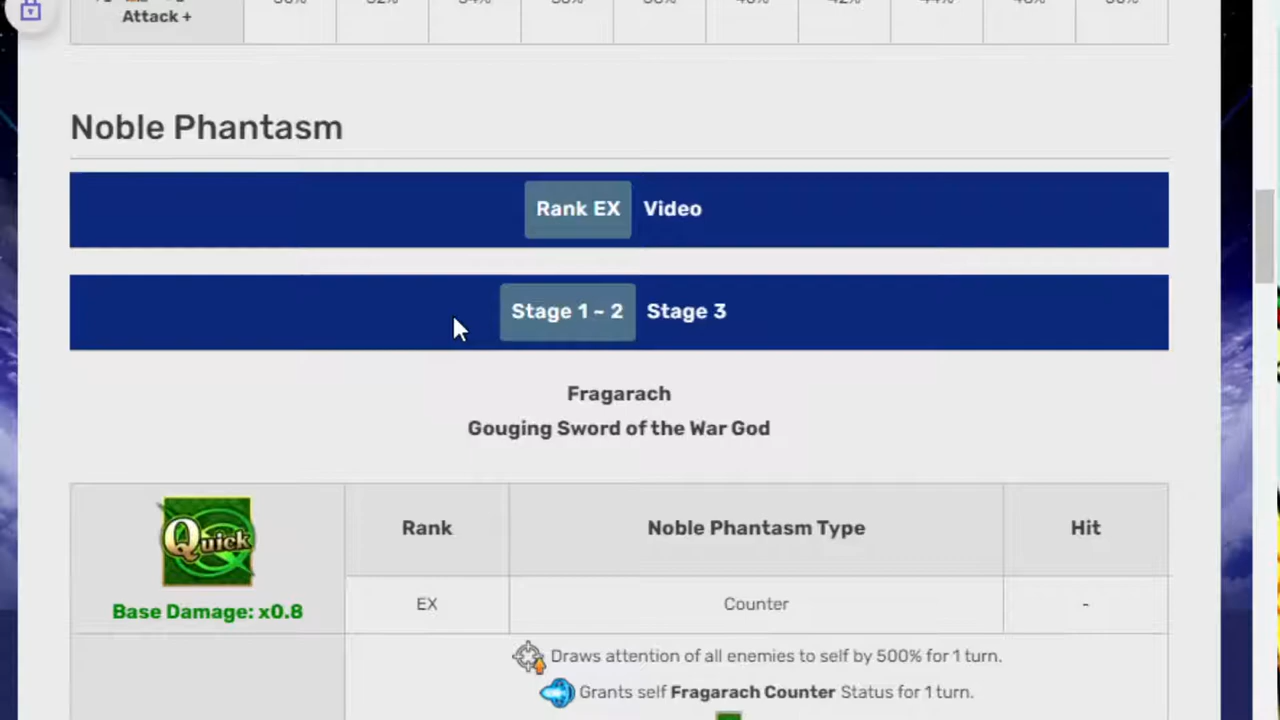 Attack +
Noble Phantasm
Rank EX Video
Stage 1 ~ 2 Stage 3
Fragarach
Gouging Sword of the War God
Quick
Rank Noble Phantasm Type Hit
Base Damage: x0.8
EX Counter -
Draws attention of all enemies to self by 500% for 1 turn.
Grants self Fragarach Counter Status for 1 turn.